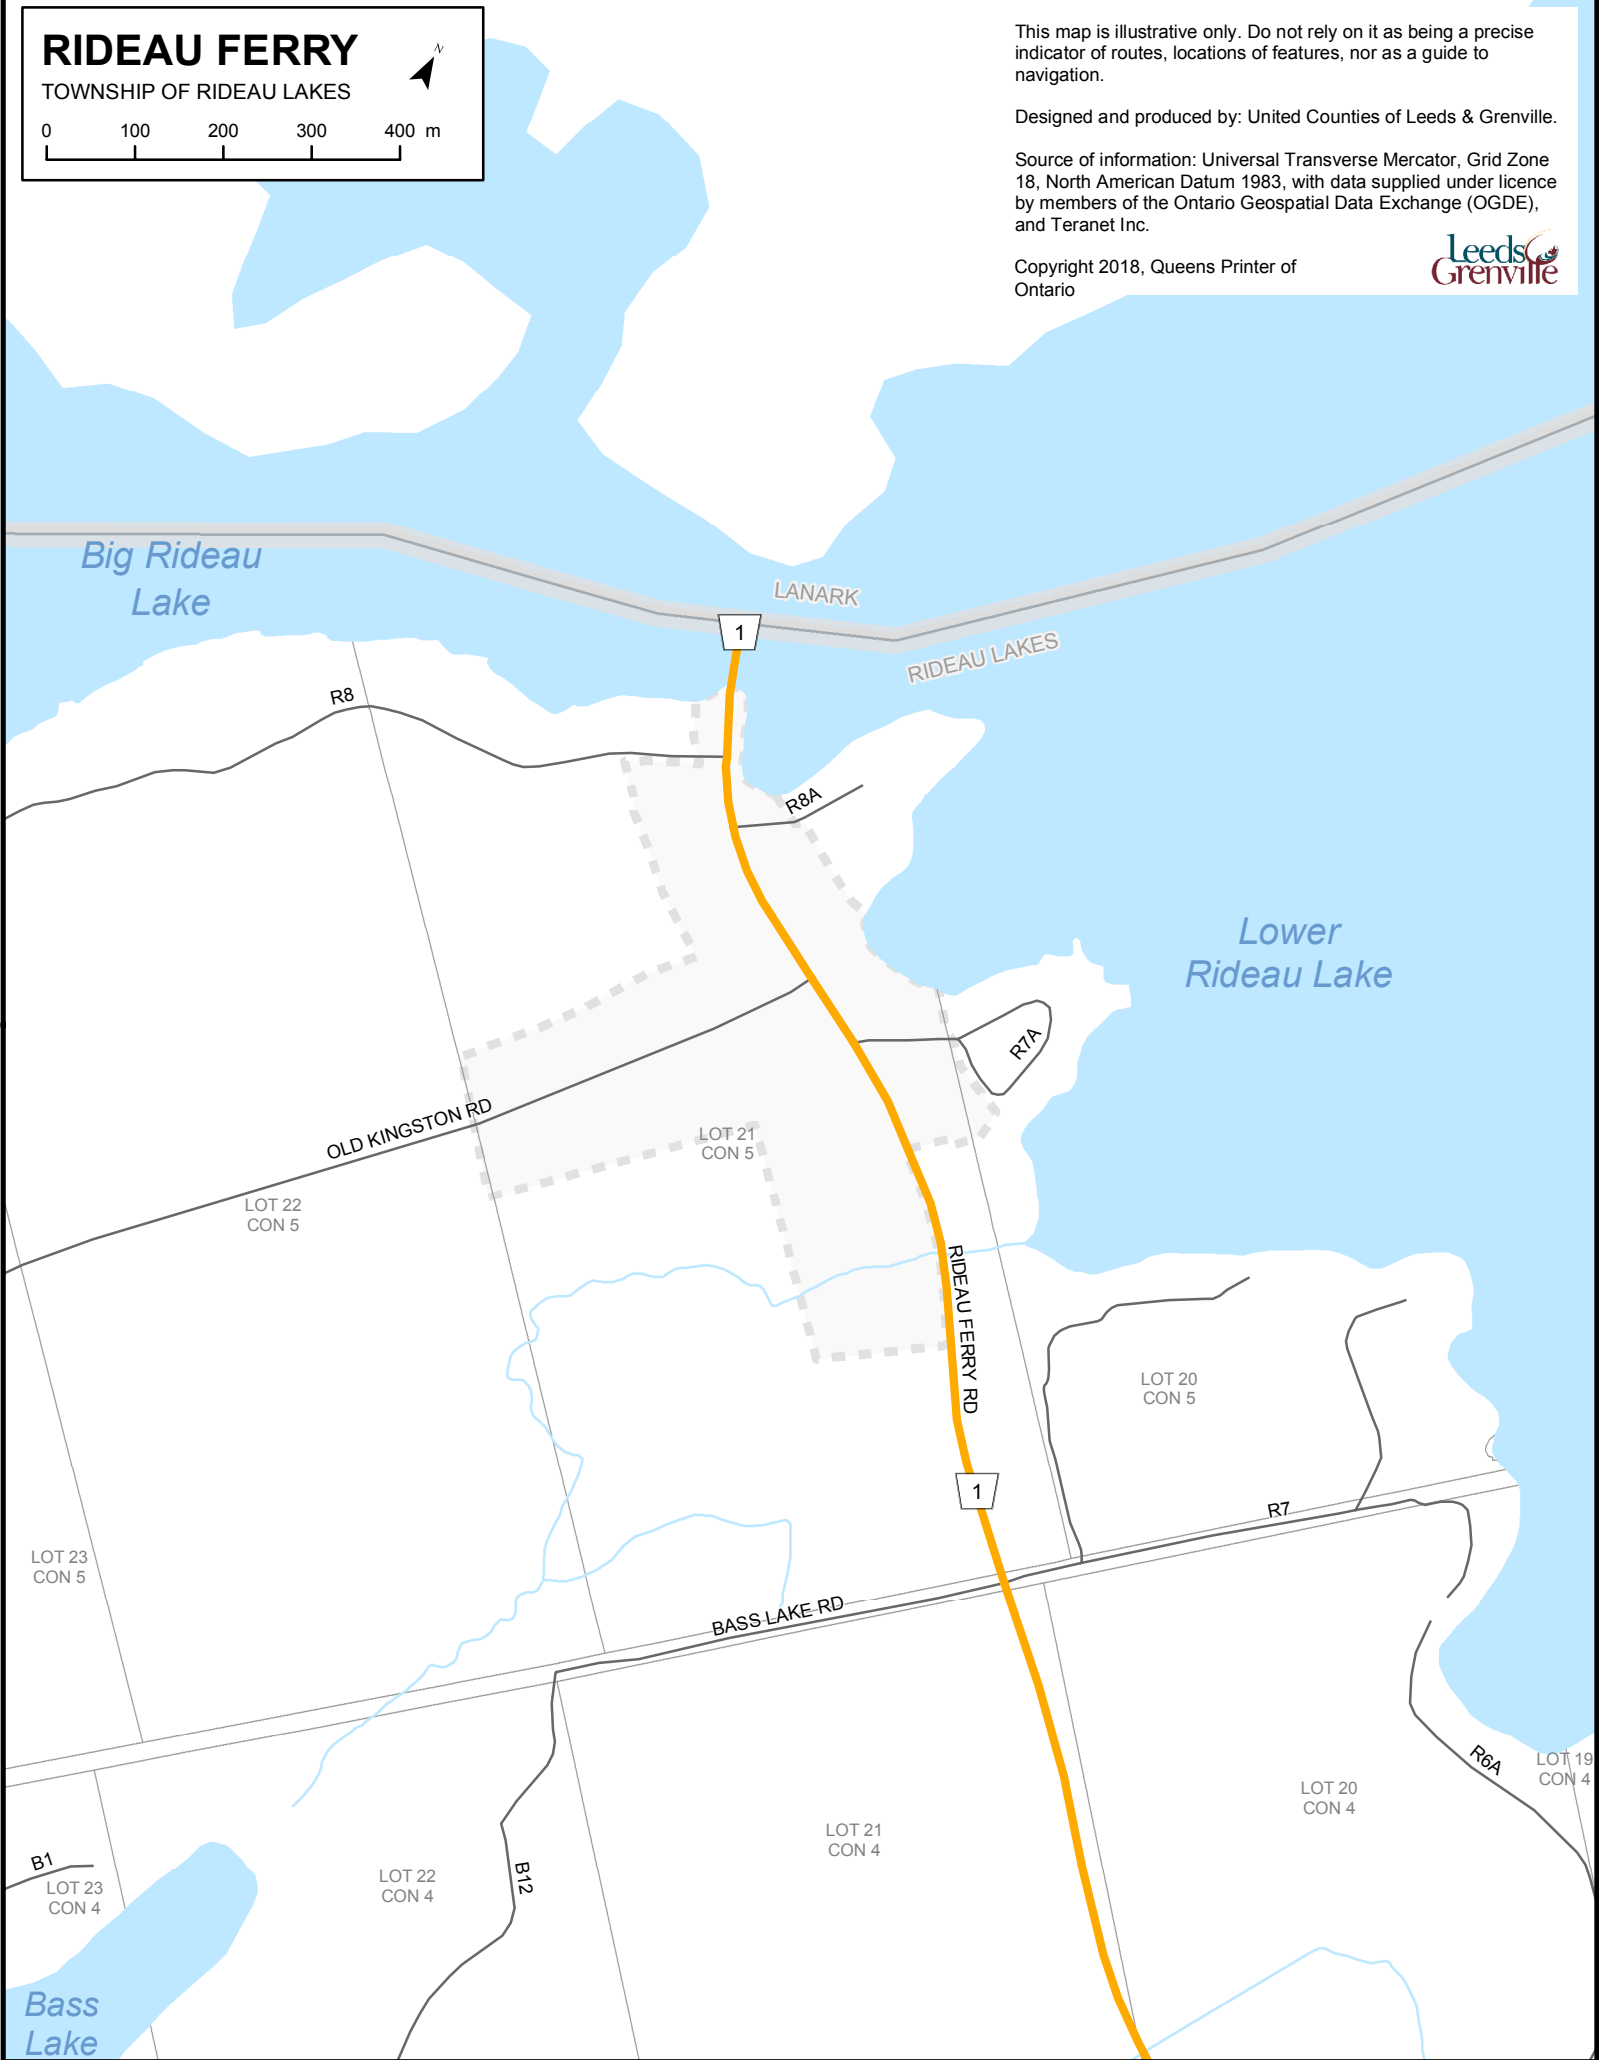 RIDEAU FERRY
TOWNSHIP OF RIDEAU LAKES
N
0 100 200 300 400 m
This map is illustrative only. Do not rely on it as being a precise
indicator of routes, locations of features, nor as a guide to
navigation.
Designed and produced by: United Counties of Leeds & Grenville.
Source of information: Universal Transverse Mercator, Grid Zone
18, North American Datum 1983, with data supplied under licence
by members of the Ontario Geospatial Data Exchange (OGDE),
and Teranet Inc.
Copyright 2018, Queens Printer of
Ontario
Leeds
Grenville
Big Rideau
Lake
LANARK
1
RIDEAU LAKES
R8
R8A
Lower
Rideau Lake
R7A
OLD KINGSTON RD
LOT 21
CON 5
LOT 22
CON 5
RIDEAU FERRY RD
LOT 20
CON 5
1
R7
LOT 23
CON 5
BASS LAKE RD
R6A
LOT 19
CON 4
LOT 20
CON 4
LOT 21
CON 4
B1
LOT 23
CON 4
LOT 22
CON 4
B12
Bass
Lake